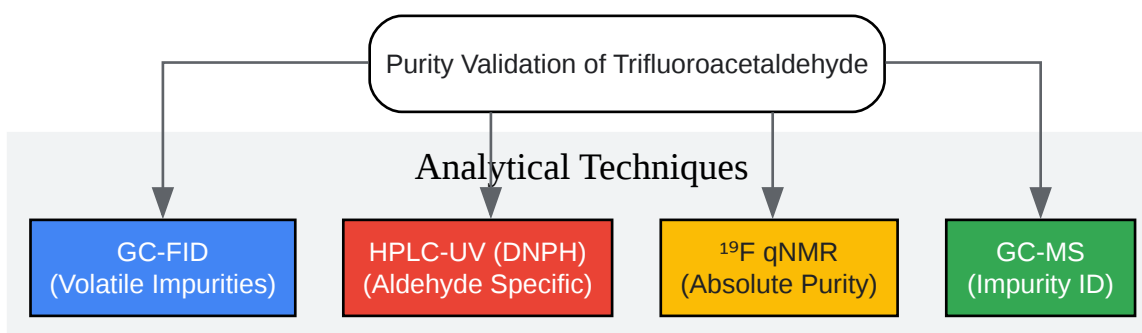 Purity Validation of Trifluoroacetaldehyde
Analytical Techniques
GC-FID
(Volatile Impurities)
HPLC-UV (DNPH)
(Aldehyde Specific)
¹⁹F qNMR
(Absolute Purity)
GC-MS
(Impurity ID)